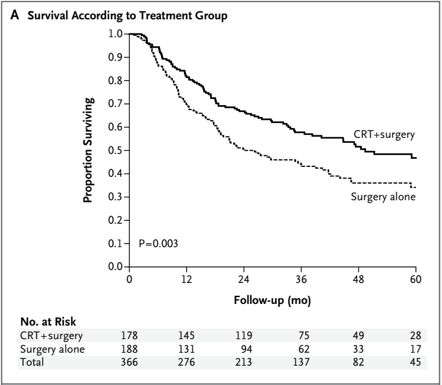 A Survival According to Treatment Group
1.0
0.9
0.8
0.7
0.6
0.5
0.4
0.3
0.2
0.1
0.0
Proportion Surviving
CRT+surgery
Surgery alone
P=0.003
0 12 24 36 48 60
Follow-up (mo)
No. at Risk
CRT+surgery 178 145 119 75 49 28
Surgery alone 188 131 94 62 33 17
Total 366 276 213 137 82 45